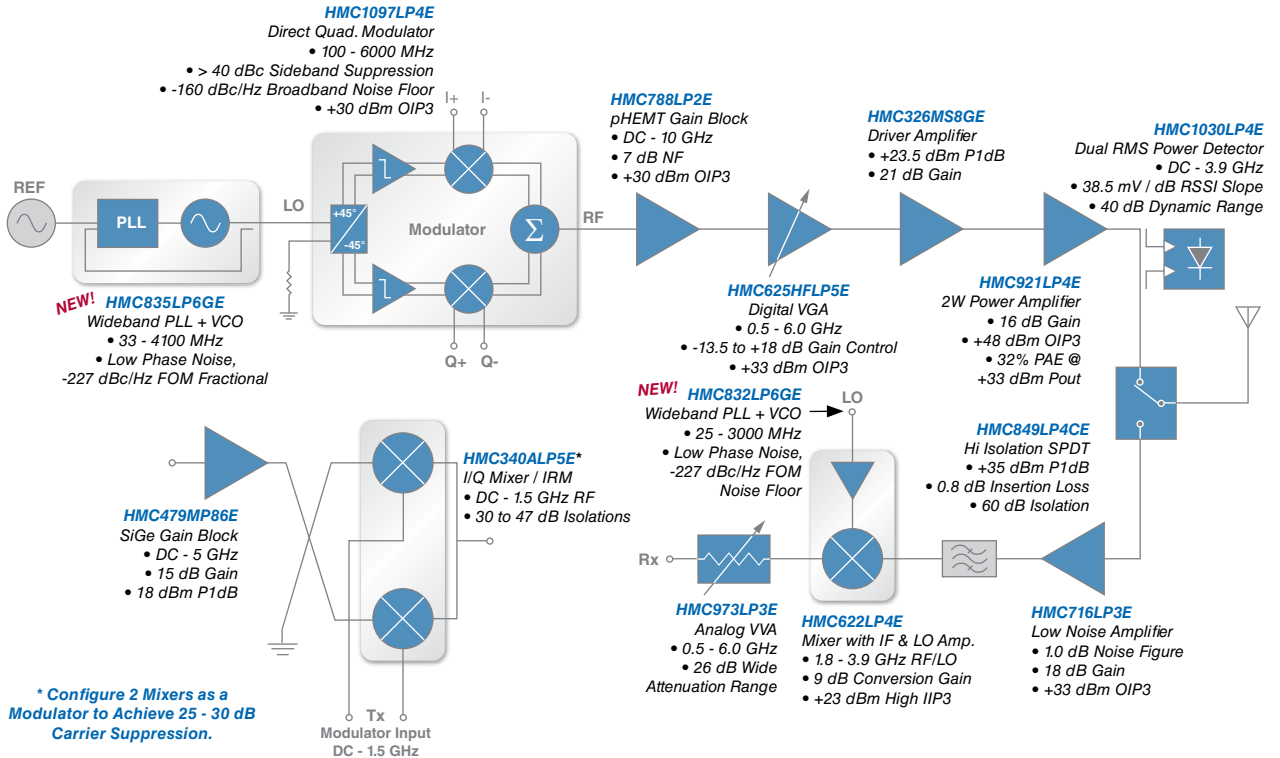 HMC1097LP4E
Direct Quad. Modulator
• 100 - 6000 MHz
• > 40 dBc Sideband Suppression
• -160 dBc/Hz Broadband Noise Floor
• +30 dBm OIP3
I+ I-
HMC788LP2E
pHEMT Gain Block
• DC - 10 GHz
• 7 dB NF
• +30 dBm OIP3
HMC326MS8GE
Driver Amplifier
• +23.5 dBm P1dB
• 21 dB Gain
HMC1030LP4E
Dual RMS Power Detector
• DC - 3.9 GHz
• 38.5 mV / dB RSSI Slope
• 40 dB Dynamic Range
REF
PLL
LO
+45°
-45°
Modulator
Σ
RF
Q+ Q-
NEW!
HMC835LP6GE
Wideband PLL + VCO
• 33 - 4100 MHz
• Low Phase Noise,
-227 dBc/Hz FOM Fractional
HMC625HFLP5E
Digital VGA
• 0.5 - 6.0 GHz
• -13.5 to +18 dB Gain Control
• +33 dBm OIP3
HMC921LP4E
2W Power Amplifier
• 16 dB Gain
• +48 dBm OIP3
• 32% PAE @
+33 dBm Pout
NEW!
HMC832LP6GE
Wideband PLL + VCO
• 25 - 3000 MHz
• Low Phase Noise,
-227 dBc/Hz FOM
Noise Floor
LO
HMC849LP4CE
Hi Isolation SPDT
• +35 dBm P1dB
• 0.8 dB Insertion Loss
• 60 dB Isolation
HMC479MP86E
SiGe Gain Block
• DC - 5 GHz
• 15 dB Gain
• 18 dBm P1dB
HMC340ALP5E*
I/Q Mixer / IRM
• DC - 1.5 GHz RF
• 30 to 47 dB Isolations
Rx
HMC973LP3E
Analog VVA
• 0.5 - 6.0 GHz
• 26 dB Wide
Attenuation Range
HMC622LP4E
Mixer with IF & LO Amp.
• 1.8 - 3.9 GHz RF/LO
• 9 dB Conversion Gain
• +23 dBm High IIP3
HMC716LP3E
Low Noise Amplifier
• 1.0 dB Noise Figure
• 18 dB Gain
• +33 dBm OIP3
* Configure 2 Mixers as a
Modulator to Achieve 25 - 30 dB
Carrier Suppression.
Tx
Modulator Input
DC - 1.5 GHz